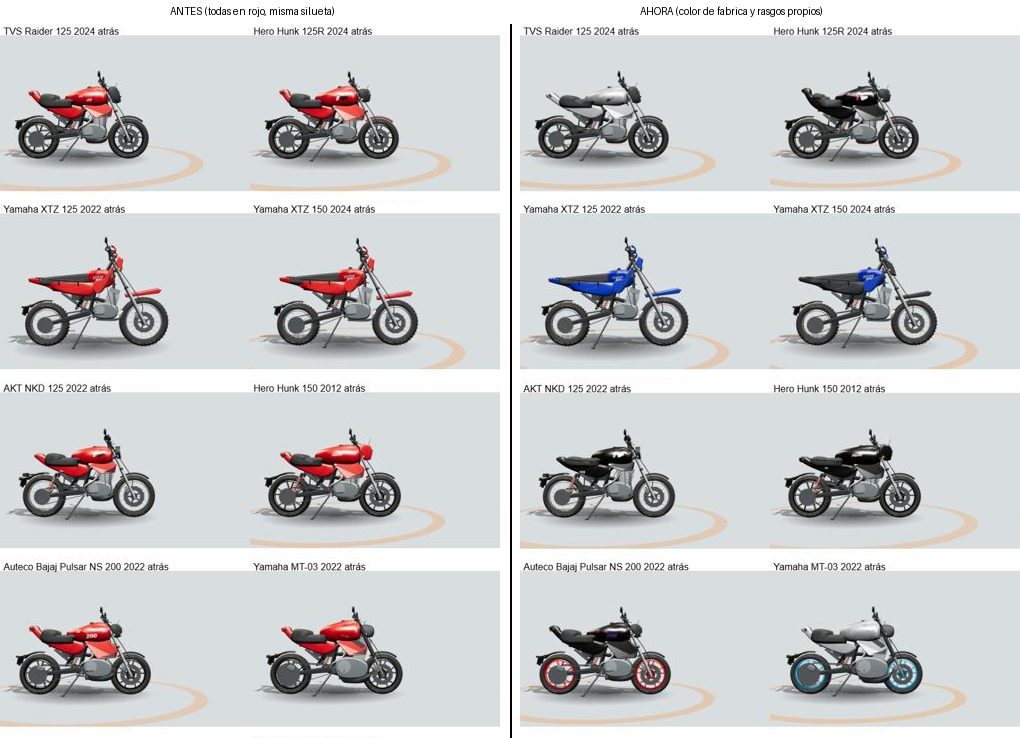 ANTES (todas en rojo, misma silueta)
AHORA (color de fabrica y rasgos propios)
TVS Raider 125 2024 atrás
Hero Hunk 125R 2024 atrás
TVS Raider 125 2024 atrás
Hero Hunk 125R 2024 atrás
Yamaha XTZ 125 2022 atrás
Yamaha XTZ 150 2024 atrás
Yamaha XTZ 125 2022 atrás
Yamaha XTZ 150 2024 atrás
AKT NKD 125 2022 atrás
Hero Hunk 150 2012 atrás
AKT NKD 125 2022 atrás
Hero Hunk 150 2012 atrás
Auteco Bajaj Pulsar NS 200 2022 atrás
Yamaha MT-03 2022 atrás
Auteco Bajaj Pulsar NS 200 2022 atrás
Yamaha MT-03 2022 atrás
200